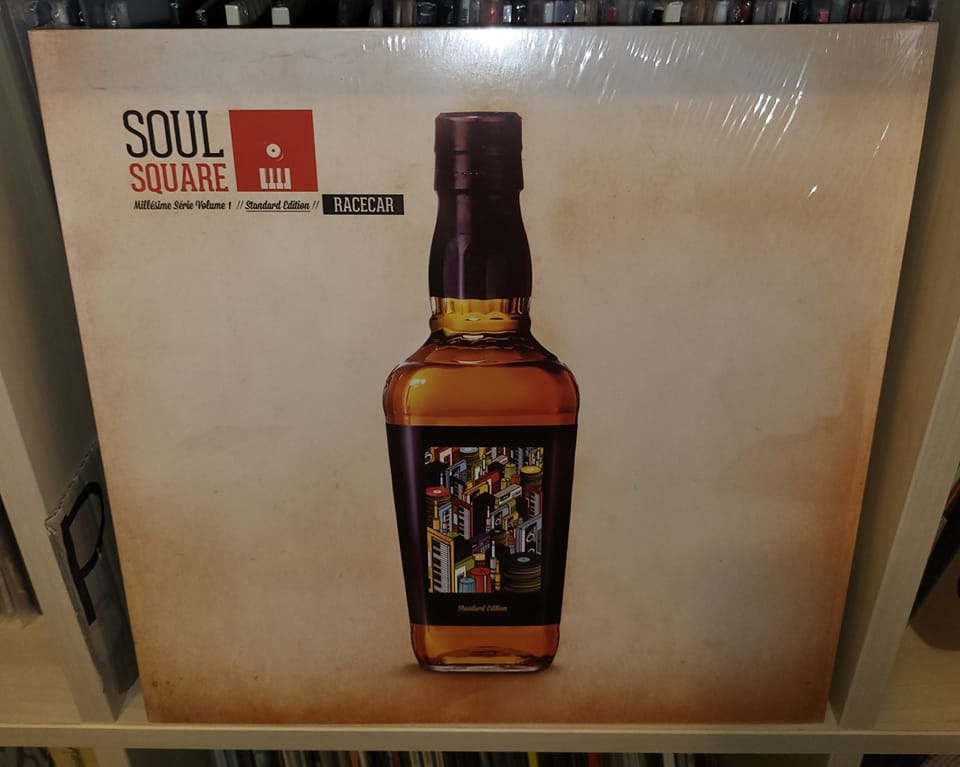 SOUL
SQUARE
Millésime Série Volume 1 // Standard Edition // RACECAR
Standard Edition
P